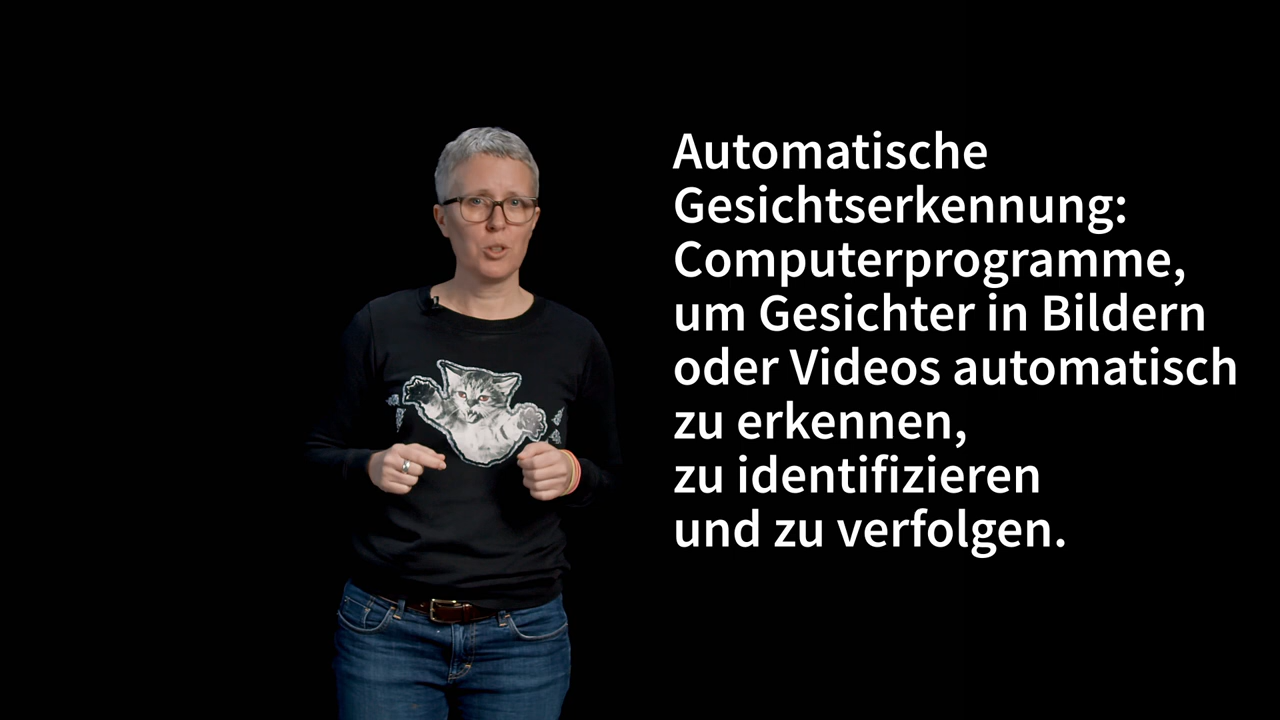 Automatische
Gesichtserkennung:
Computerprogramme,
um Gesichter in Bildern
oder Videos automatisch
zu erkennen,
zu identifizieren
und zu verfolgen.